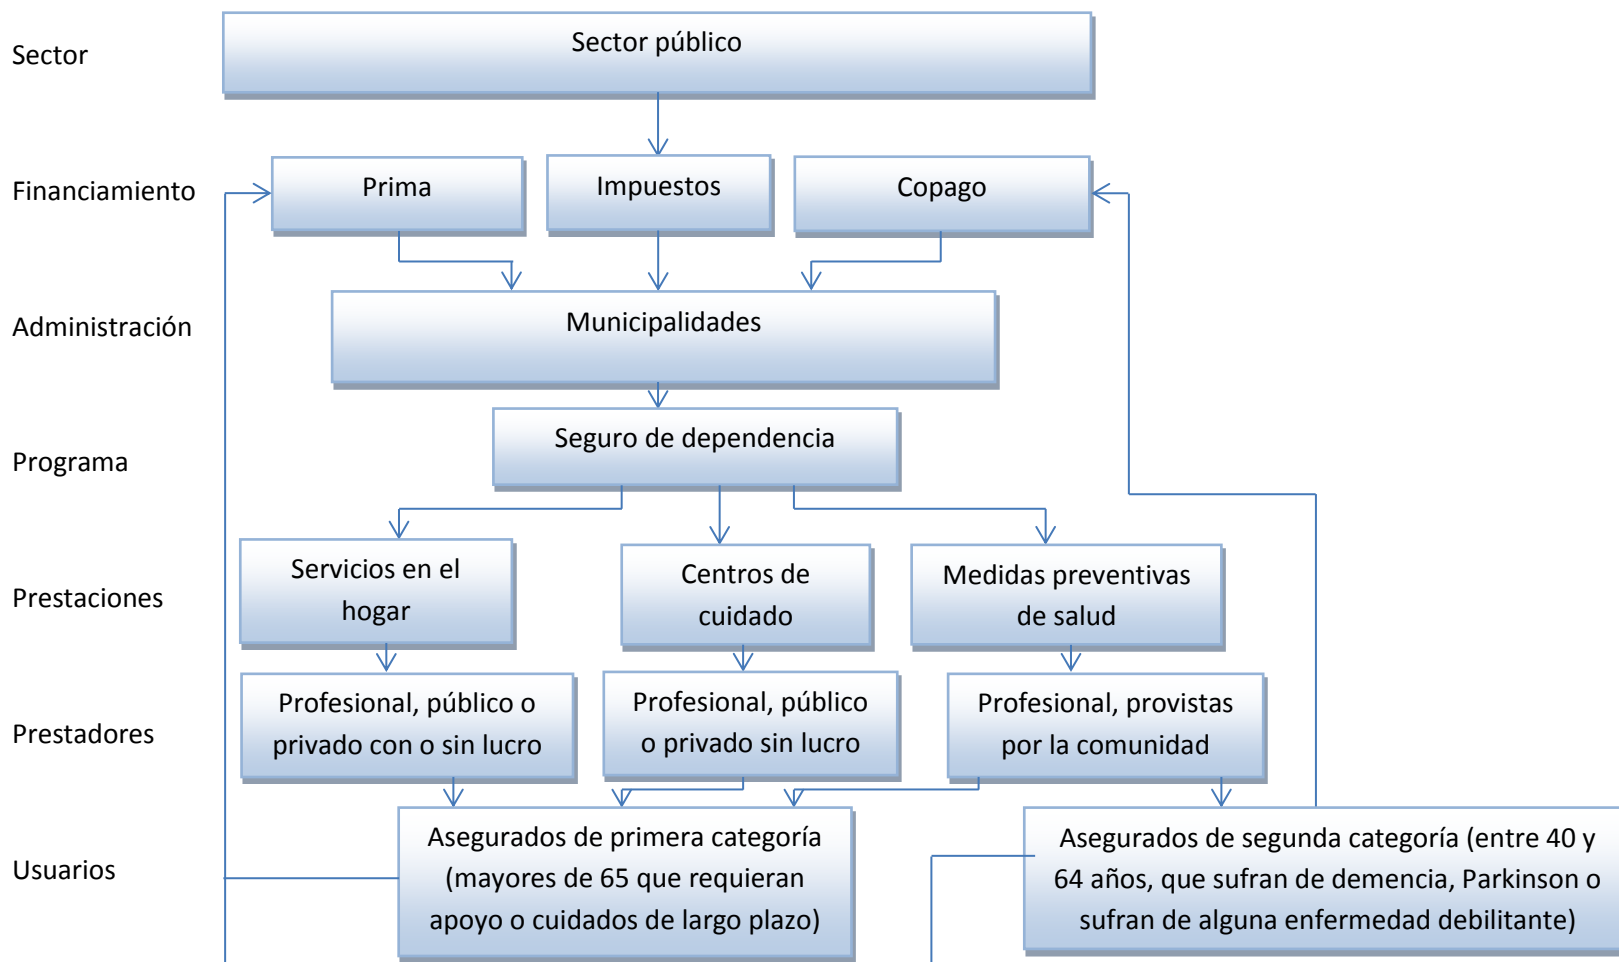 Sector
Sector público
Financiamiento
Prima
Impuestos
Copago
Administración
Municipalidades
Programa
Seguro de dependencia
Prestaciones
Servicios en el
hogar
Centros de
cuidado
Medidas preventivas
de salud
Prestadores
Profesional, público o
privado con o sin lucro
Profesional, público
o privado sin lucro
Profesional, provistas
por la comunidad
Usuarios
Asegurados de primera categoría
(mayores de 65 que requieran
apoyo o cuidados de largo plazo)
Asegurados de segunda categoría (entre 40 y
64 años, que sufran de demencia, Parkinson o
sufran de alguna enfermedad debilitante)